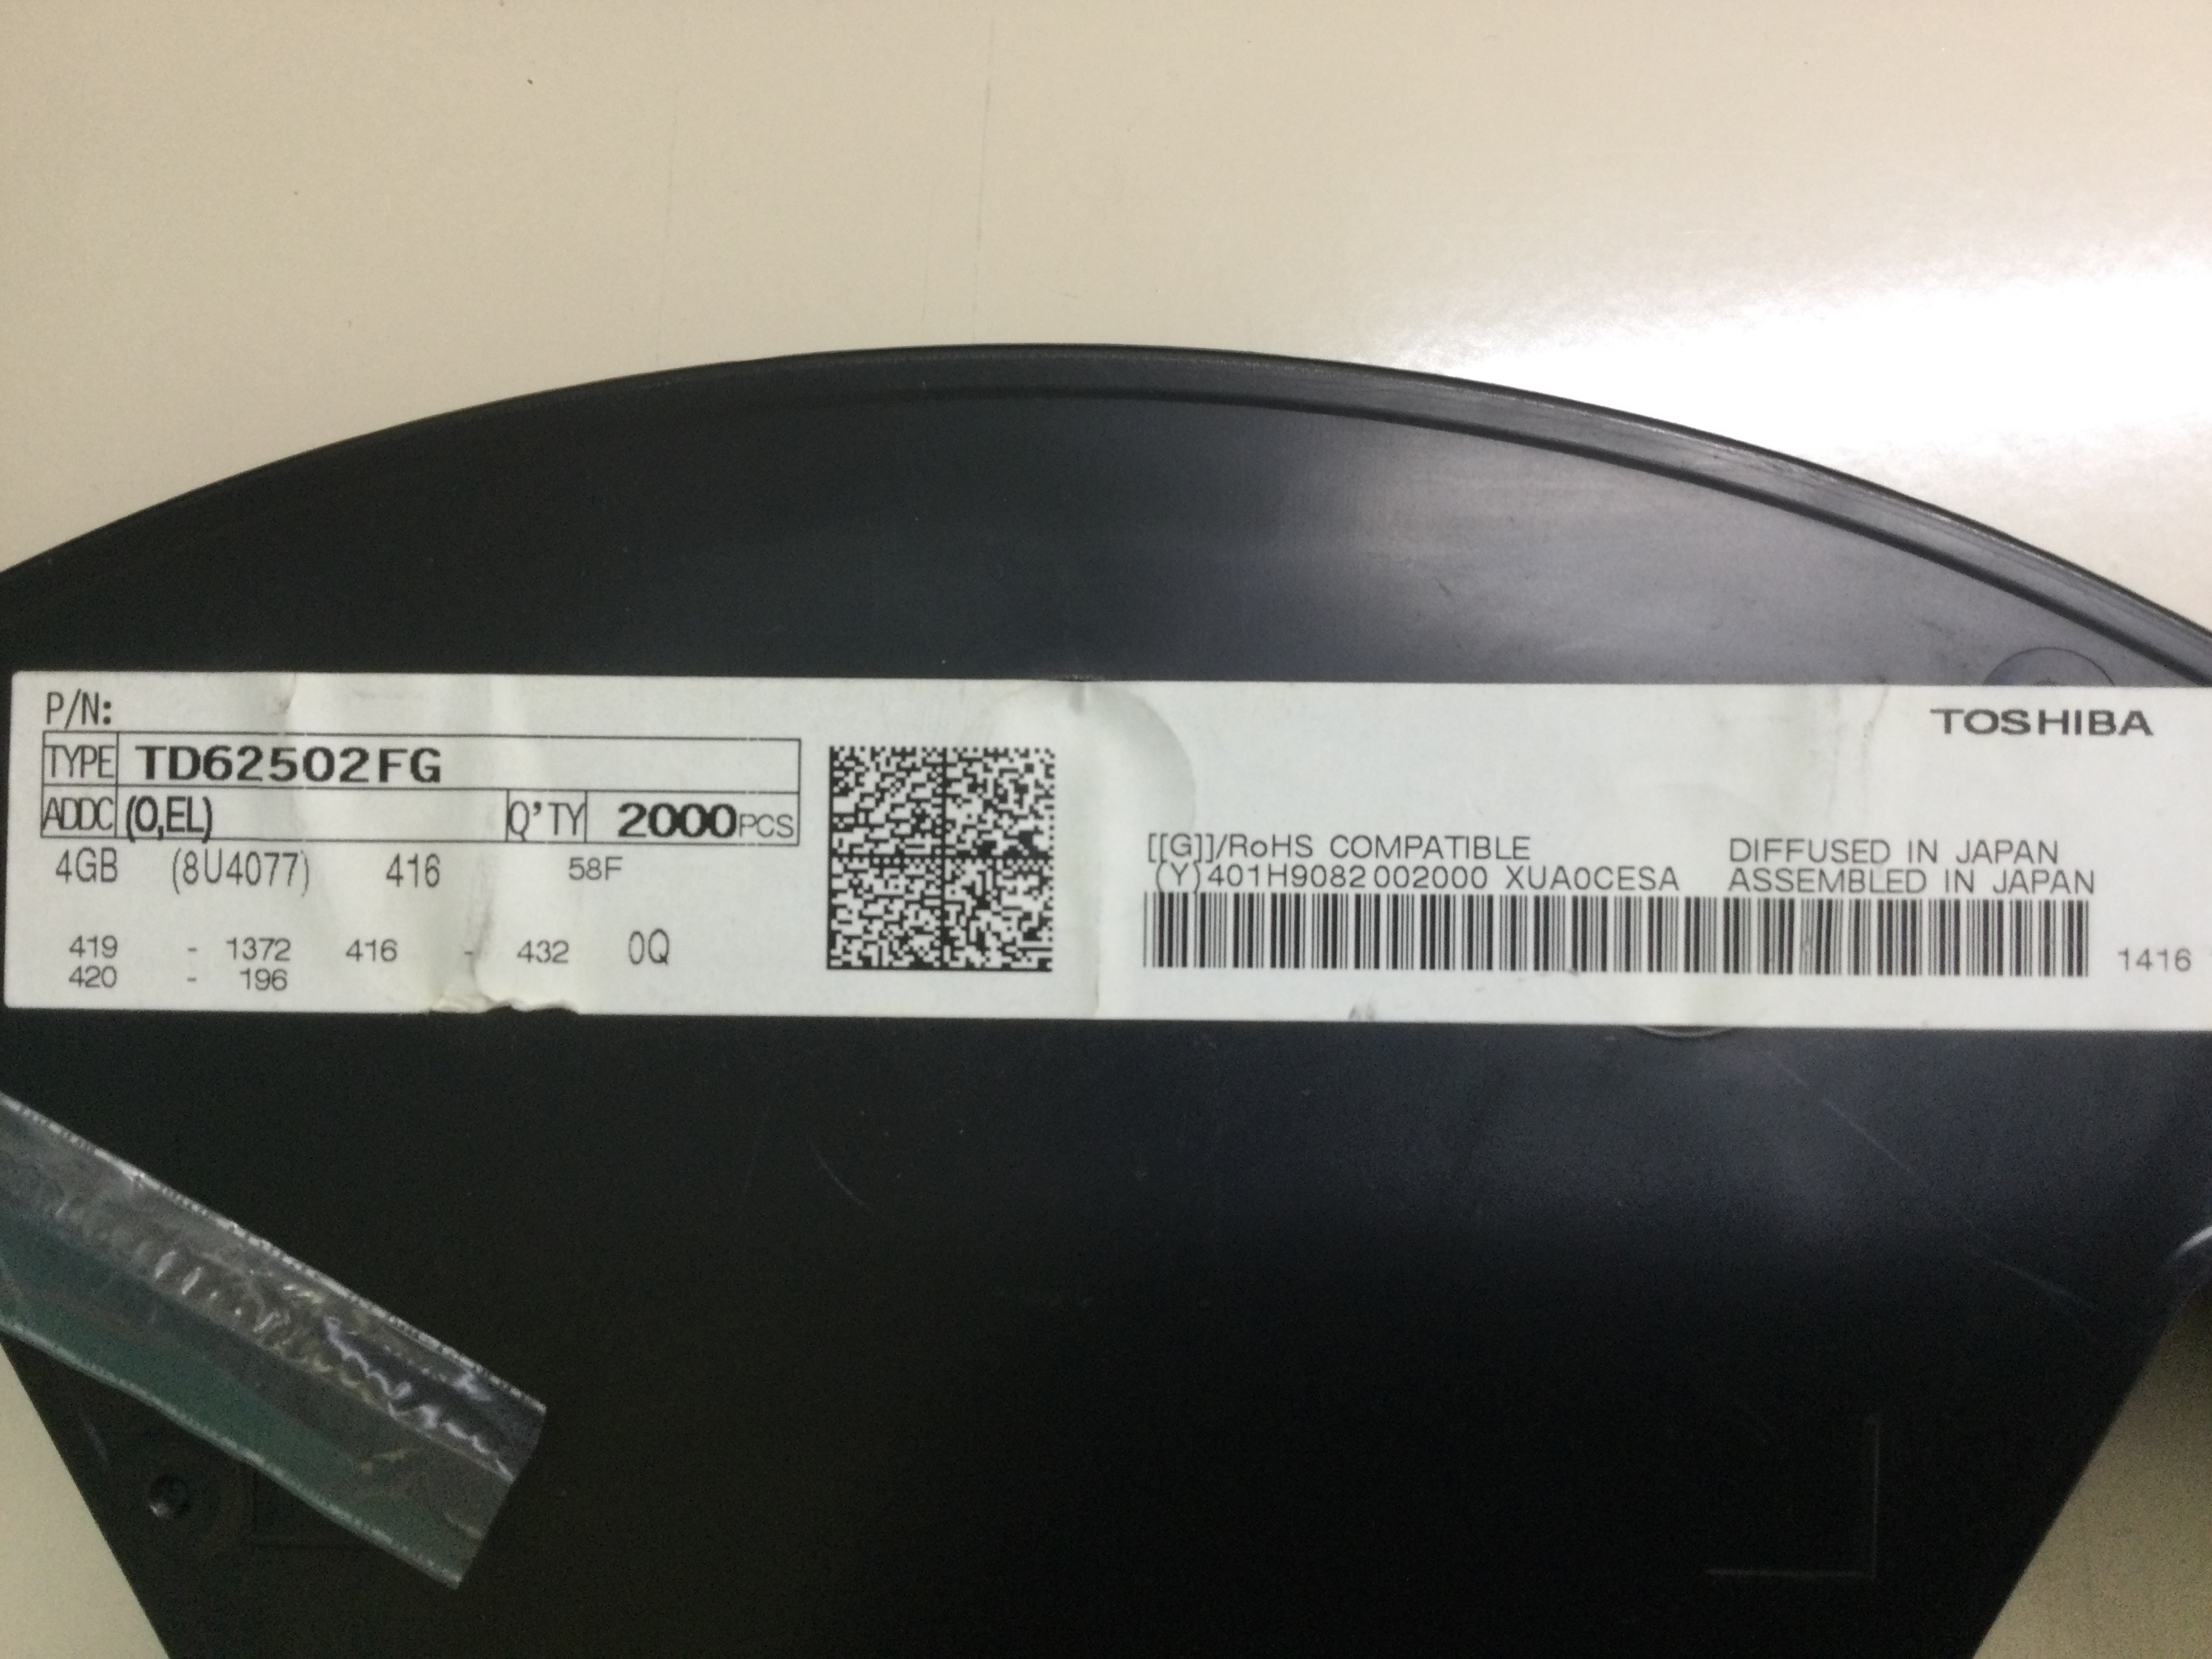 P/N:
TOSHIBA
TYPE TD62502FG
ADDC (O,EL) Q'TY 2000PCS
4GB (8U4077) 416 58F
[[G]]/RoHS COMPATIBLE DIFFUSED IN JAPAN
(Y)401H9082 002000 XUA0CESA ASSEMBLED IN JAPAN
419 - 1372 416 - 432 0Q
420 - 196
1416